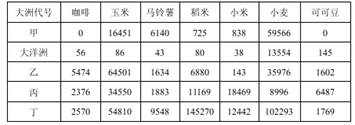 大洲代号 咖啡 玉米 马铃薯 稻米 小米 小麦 可可豆
甲 0 16451 6140 725 838 59566 0
大洋洲 56 86 43 80 38 13554 145
乙 5474 64501 1634 6880 143 35976 1602
丙 2376 34550 1883 11169 18469 8996 6487
丁 2570 54810 9548 145270 12442 102293 1769